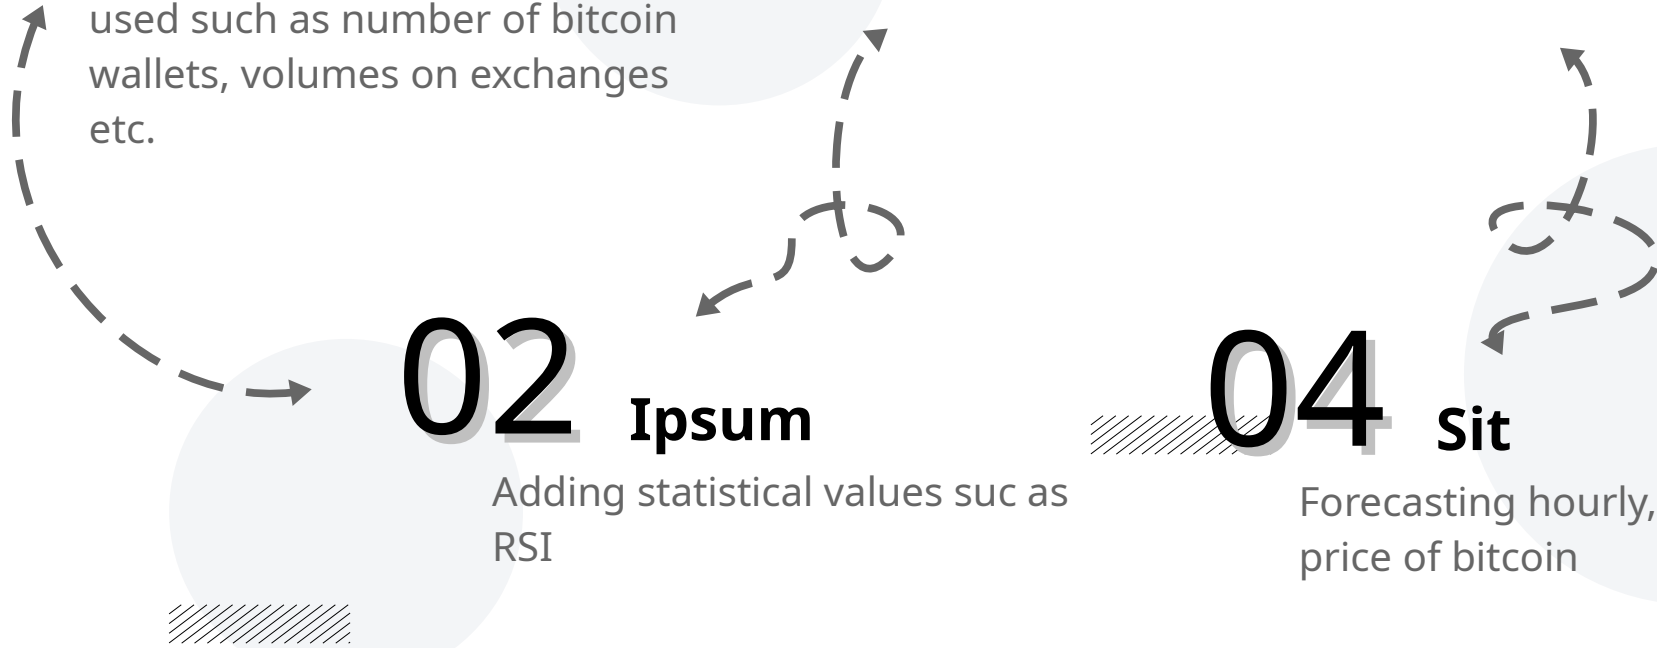 used such as number of bitcoin
wallets, volumes on exchanges
etc.
02 Ipsum
Adding statistical values suc as
RSI
04 Sit
Forecasting hourly,
price of bitcoin